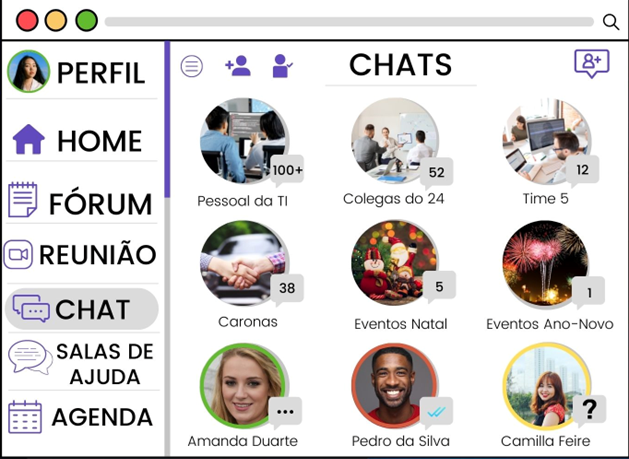 PERFIL
HOME
FÓRUM
REUNIÃO
CHAT
SALAS DE
AJUDA
AGENDA
CHATS
100+
52
12
Pessoal da TI
Colegas do 24
Time 5
38
5
1
Caronas
Eventos Natal
Eventos Ano-Novo
...
?
Amanda Duarte
Pedro da Silva
Camilla Feire